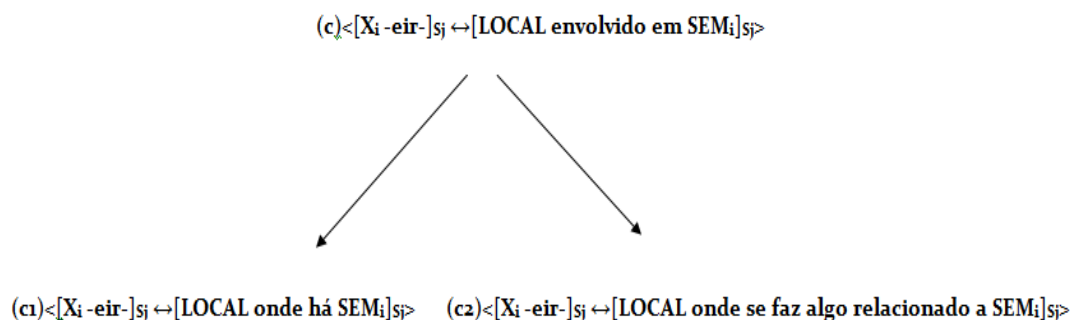 (c)<[Xi -eir-]sj ↔[LOCAL envolvido em SEMi]sj>
(c1)<[Xi -eir-]sj ↔[LOCAL onde há SEMi]sj> (c2)<[Xi -eir-]sj ↔[LOCAL onde se faz algo relacionado a SEMi]sj>